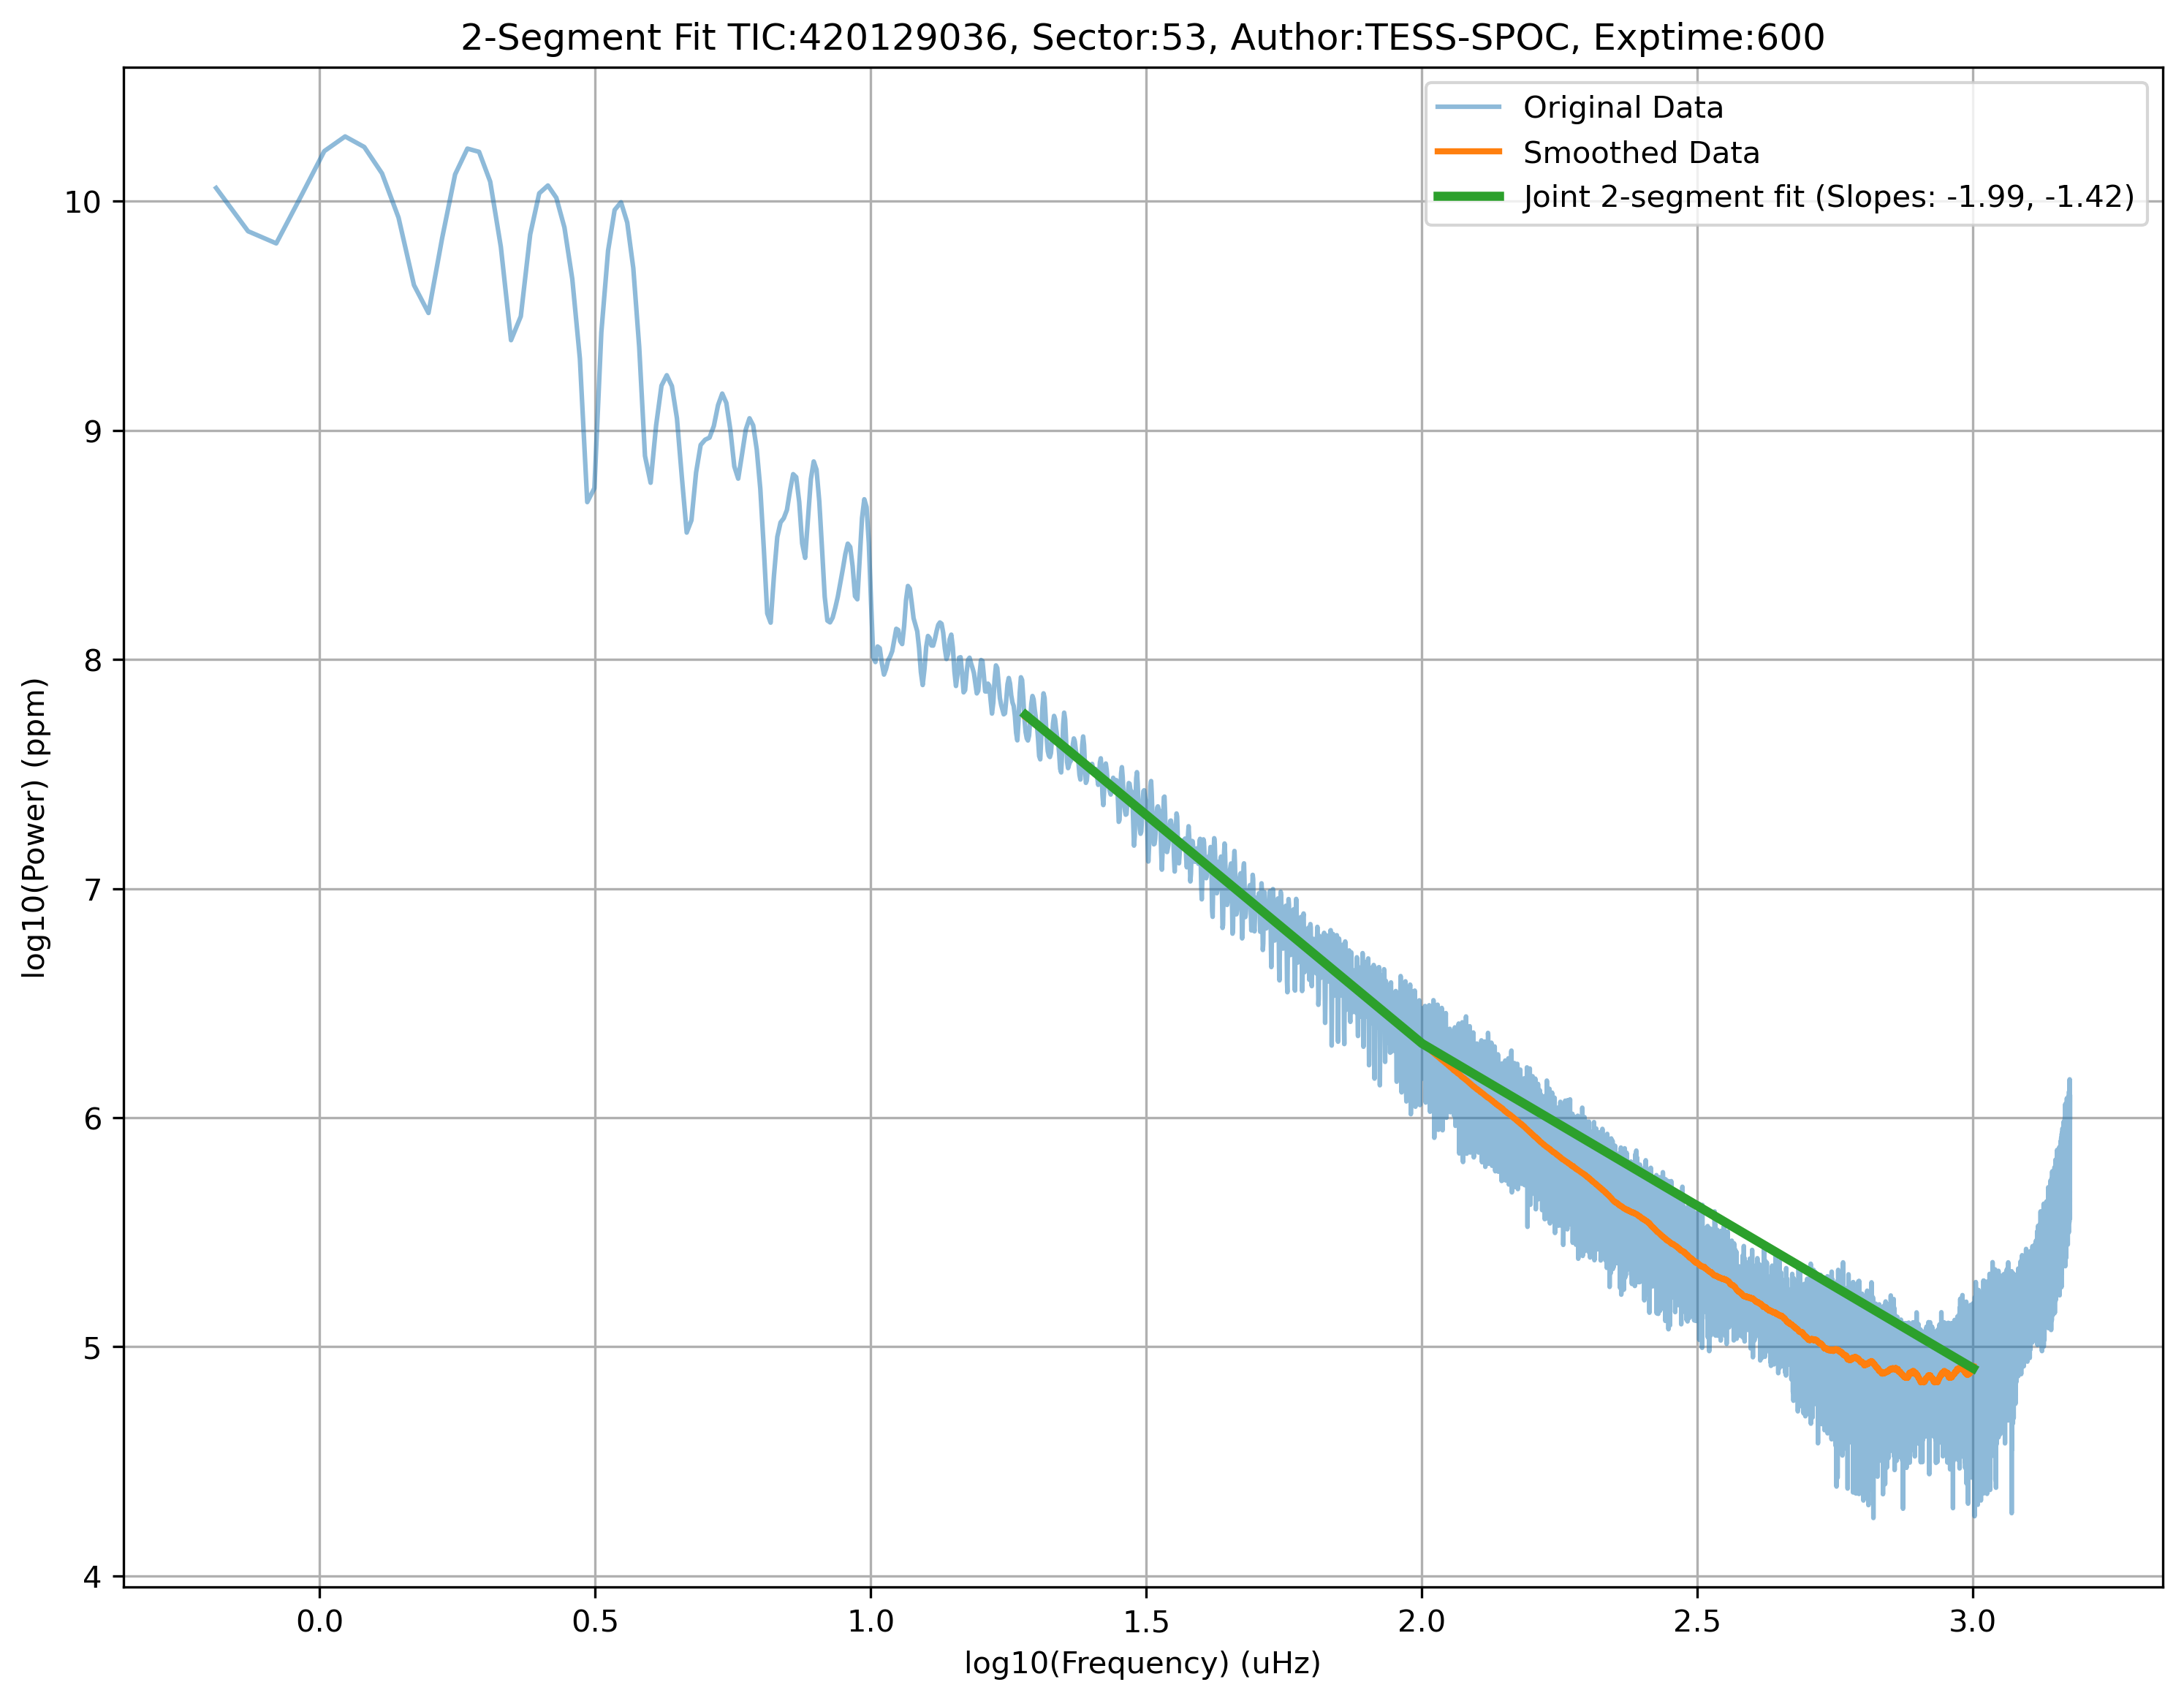 2-Segment Fit TIC:420129036, Sector:53, Author:TESS-SPOC, Exptime:600
Original Data
Smoothed Data
Joint 2-segment fit (Slopes: -1.99, -1.42)
log10(Power) (ppm)
10
9
8
7
6
5
4
0.0 0.5 1.0 1.5 2.0 2.5 3.0
log10(Frequency) (uHz)